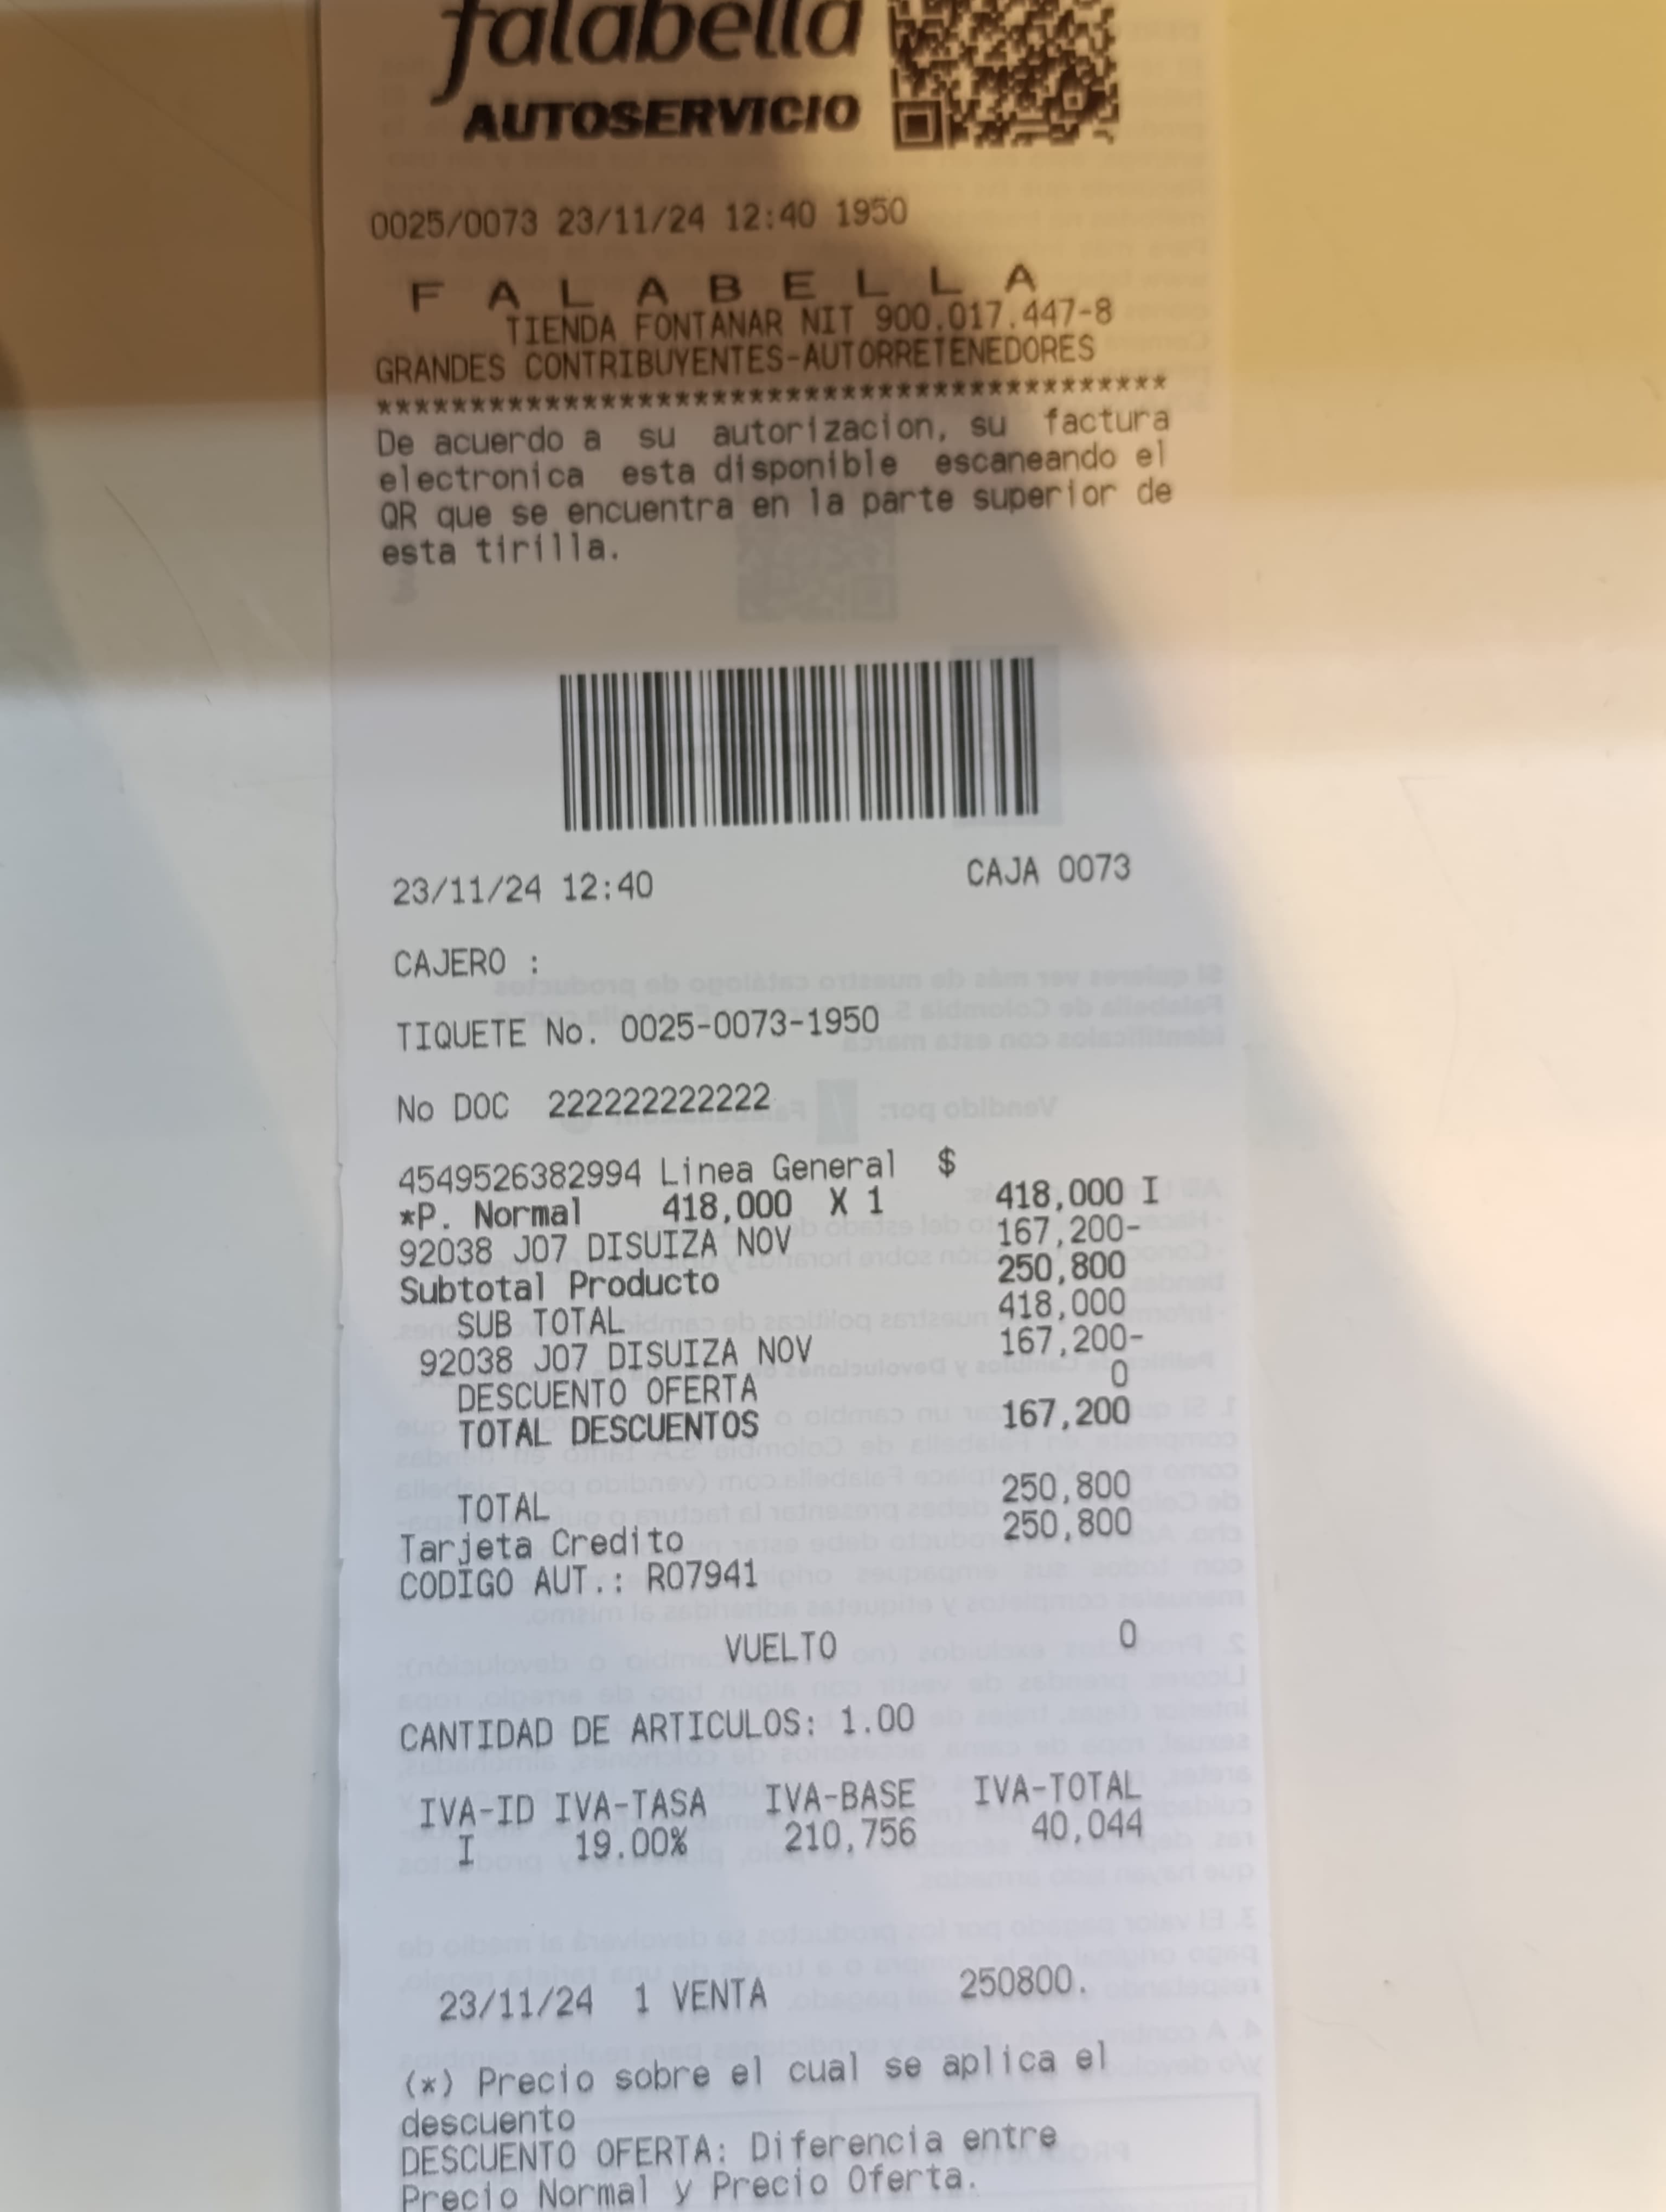 falabella
AUTOSERVICIO
0025/0073 23/11/24 12:40 1950
F A L A B E L L A
TIENDA FONTANAR NIT 900.017.447-8
GRANDES CONTRIBUYENTES-AUTORRETENEDORES
*******************************************
De acuerdo a su autorizacion, su factura
electronica esta disponible escaneando el
QR que se encuentra en la parte superior de
esta tirilla.
23/11/24 12:40 CAJA 0073
CAJERO :
TIQUETE No. 0025-0073-1950
No DOC 222222222222
4549526382994 Linea General $
*P. Normal 418,000 X 1 418,000 I
92038 J07 DISUIZA NOV 167,200-
Subtotal Producto 250,800
SUB TOTAL 418,000
92038 J07 DISUIZA NOV 167,200-
DESCUENTO OFERTA 0
TOTAL DESCUENTOS 167,200
TOTAL 250,800
Tarjeta Credito 250,800
CODIGO AUT.: R07941
VUELTO 0
CANTIDAD DE ARTICULOS: 1.00
IVA-ID IVA-TASA IVA-BASE IVA-TOTAL
I 19.00% 210,756 40,044
23/11/24 1 VENTA 250800.
(*) Precio sobre el cual se aplica el
descuento
DESCUENTO OFERTA: Diferencia entre
Precio Normal y Precio Oferta.